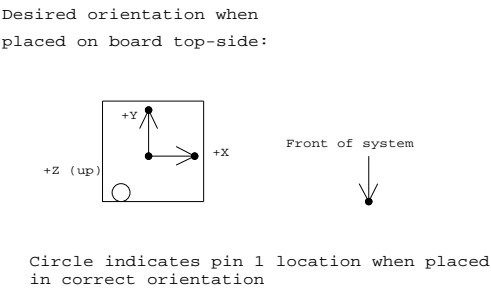 Desired orientation when
placed on board top-side:
+Y
+X
Front of system
+Z (up)
Circle indicates pin 1 location when placed
in correct orientation